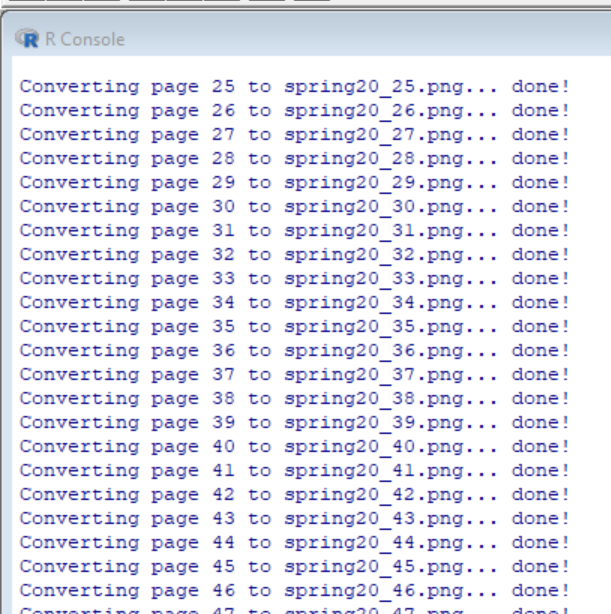 R Console
Converting page 25 to spring20_25.png... done!
Converting page 26 to spring20_26.png... done!
Converting page 27 to spring20_27.png... done!
Converting page 28 to spring20_28.png... done!
Converting page 29 to spring20_29.png... done!
Converting page 30 to spring20_30.png... done!
Converting page 31 to spring20_31.png... done!
Converting page 32 to spring20_32.png... done!
Converting page 33 to spring20_33.png... done!
Converting page 34 to spring20_34.png... done!
Converting page 35 to spring20_35.png... done!
Converting page 36 to spring20_36.png... done!
Converting page 37 to spring20_37.png... done!
Converting page 38 to spring20_38.png... done!
Converting page 39 to spring20_39.png... done!
Converting page 40 to spring20_40.png... done!
Converting page 41 to spring20_41.png... done!
Converting page 42 to spring20_42.png... done!
Converting page 43 to spring20_43.png... done!
Converting page 44 to spring20_44.png... done!
Converting page 45 to spring20_45.png... done!
Converting page 46 to spring20_46.png... done!
Converting page 47 to spring20_47.png... done!